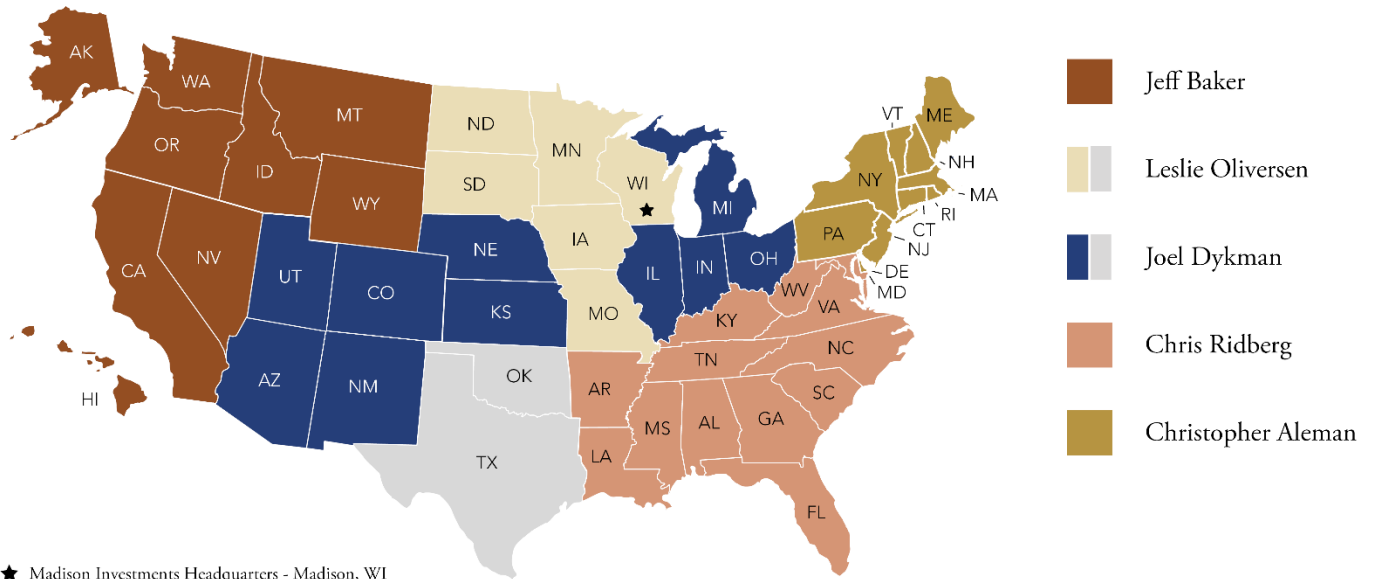 AK
WA
MT
ND
MN
VT
ME
OR
ID
SD
WI
MI
NY
NH
MA
WY
RI
CT
CA
NV
NE
IA
PA
NJ
UT
CO
IL
IN
OH
DE
MD
KS
MO
WV
VA
KY
AZ
NM
OK
AR
TN
NC
SC
HI
TX
LA
MS
AL
GA
FL
★ Madison Investments Headquarters - Madison, WI
Jeff Baker
Leslie Oliversen
Joel Dykman
Chris Ridberg
Christopher Aleman